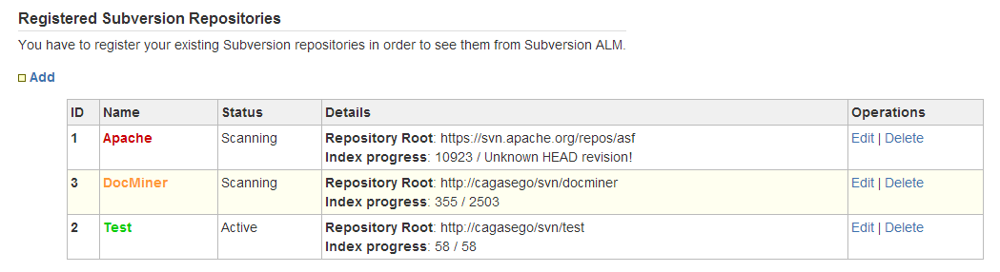 Registered Subversion Repositories
You have to register your existing Subversion repositories in order to see them from Subversion ALM.
Add
ID Name Status Details Operations
1 Apache Scanning Repository Root: https://svn.apache.org/repos/asf Edit | Delete
Index progress: 10923 / Unknown HEAD revision!
3 DocMiner Scanning Repository Root: http://cagasego/svn/docminer Edit | Delete
Index progress: 355 / 2503
2 Test Active Repository Root: http://cagasego/svn/test Edit | Delete
Index progress: 58 / 58